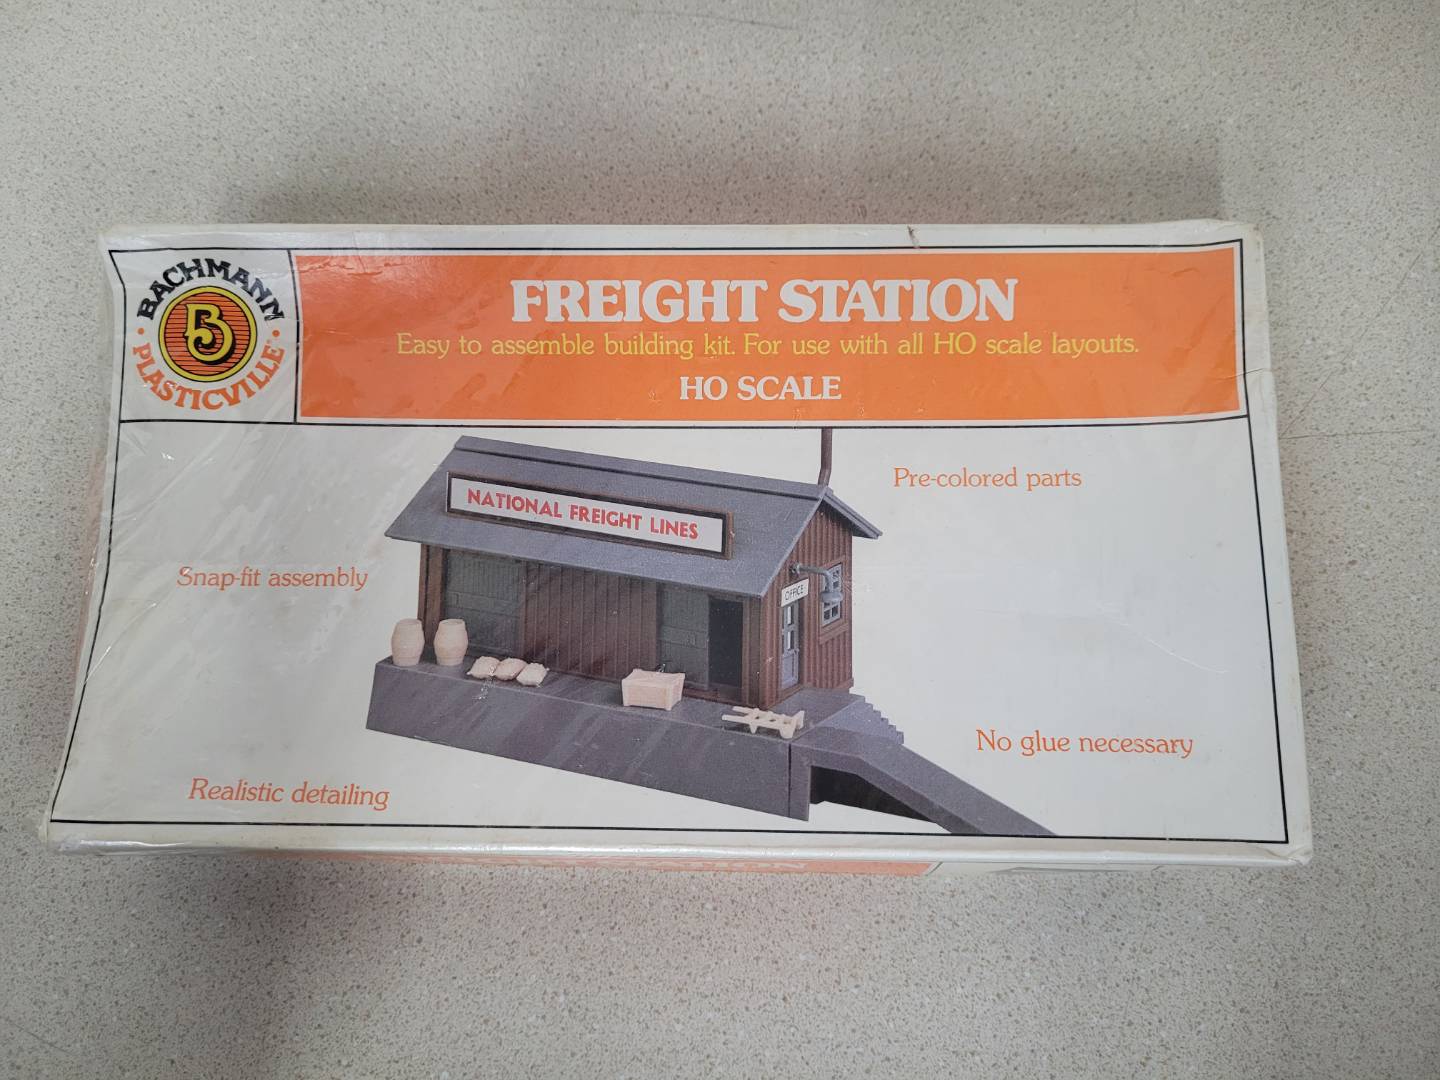 BACHMANN
B
PLASTICVILLE
FREIGHT STATION
Easy to assemble building kit. For use with all HO scale layouts.
HO SCALE
Pre-colored parts
NATIONAL FREIGHT LINES
OFFICE
Snap-fit assembly
No glue necessary
Realistic detailing
STATION